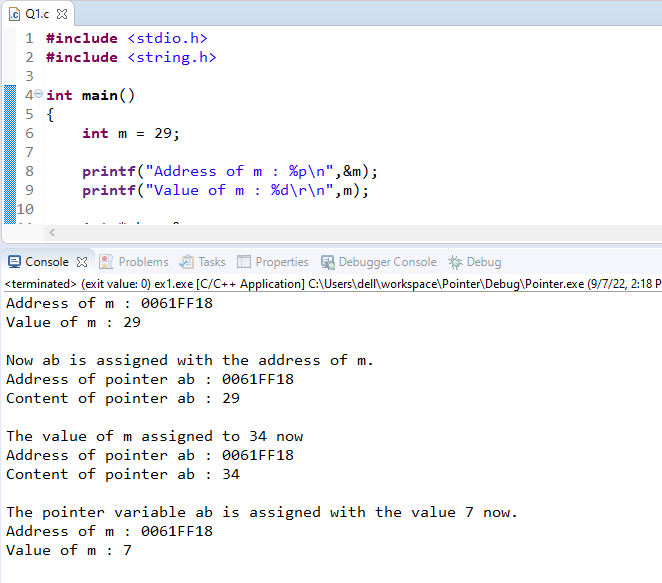 Q1.c
1 #include <stdio.h>
2 #include <string.h>
3
4 int main()
5 {
6 int m = 29;
7
8 printf("Address of m : %p\n",&m);
9 printf("Value of m : %d\r\n",m);
10
Console Problems Tasks Properties Debugger Console Debug
<terminated> (exit value: 0) ex1.exe [C/C++ Application] C:\Users\dell\workspace\Pointer\Debug\Pointer.exe (9/7/22, 2:18 P
Address of m : 0061FF18
Value of m : 29
Now ab is assigned with the address of m.
Address of pointer ab : 0061FF18
Content of pointer ab : 29
The value of m assigned to 34 now
Address of pointer ab : 0061FF18
Content of pointer ab : 34
The pointer variable ab is assigned with the value 7 now.
Address of m : 0061FF18
Value of m : 7